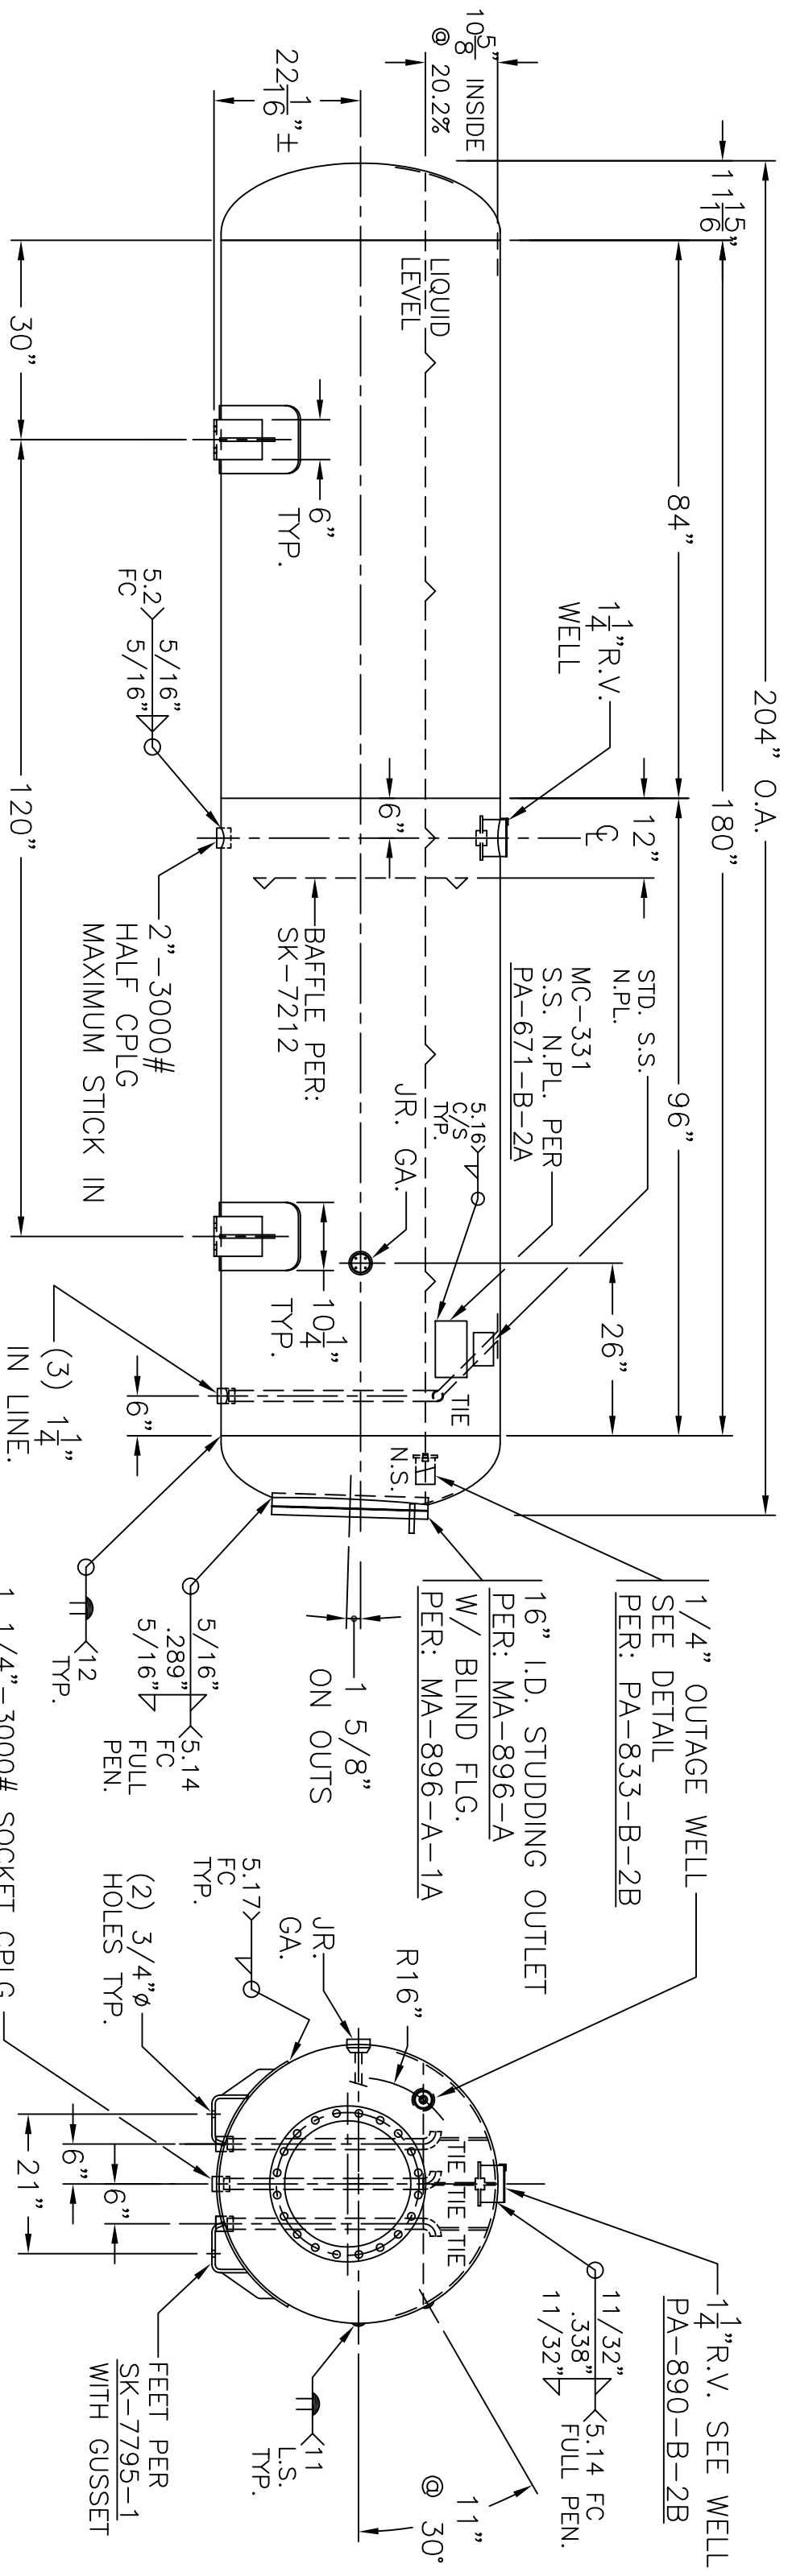 204" O.A.
11 15/16"
180"
84"
96"
12"
10 5/8" INSIDE
@ 20.2%
22 1/16" ±
LIQUID
LEVEL
1 1/4" R.V.
WELL
CL
6"
6"
TYP.
STD. S.S.
N.PL.
MC-331
S.S. N.PL. PER
PA-671-B-2A
BAFFLE PER:
SK-7212
5.16
C/S
TYP.
JR. GA.
26"
TIE
N.S.
10 1/4"
TYP.
30"
120"
5.2
FC
5/16"
5/16"
2"-3000#
HALF CPLG
MAXIMUM STICK IN
(3) 1 1/4"
IN LINE.
6"
12
TYP.
5/16"
.289"
5/16"
5.14
FC
FULL
PEN.
1 5/8"
ON OUTS
1/4" OUTAGE WELL
SEE DETAIL
PER: PA-833-B-2B
16" I.D. STUDDING OUTLET
PER: MA-896-A
W/ BLIND FLG.
PER: MA-896-A-1A
1 1/4" R.V. SEE WELL
PA-890-B-2B
11/32"
.338"
11/32"
5.14 FC
FULL PEN.
R16"
JR.
GA.
5.17
FC
TYP.
(2) 3/4"ø
HOLES TYP.
TIE TIE TIE
11"
@ 30°
11
L.S.
TYP.
6"
6"
21"
FEET PER
SK-7795-1
WITH GUSSET
1 1/4"-3000# SOCKET CPLG